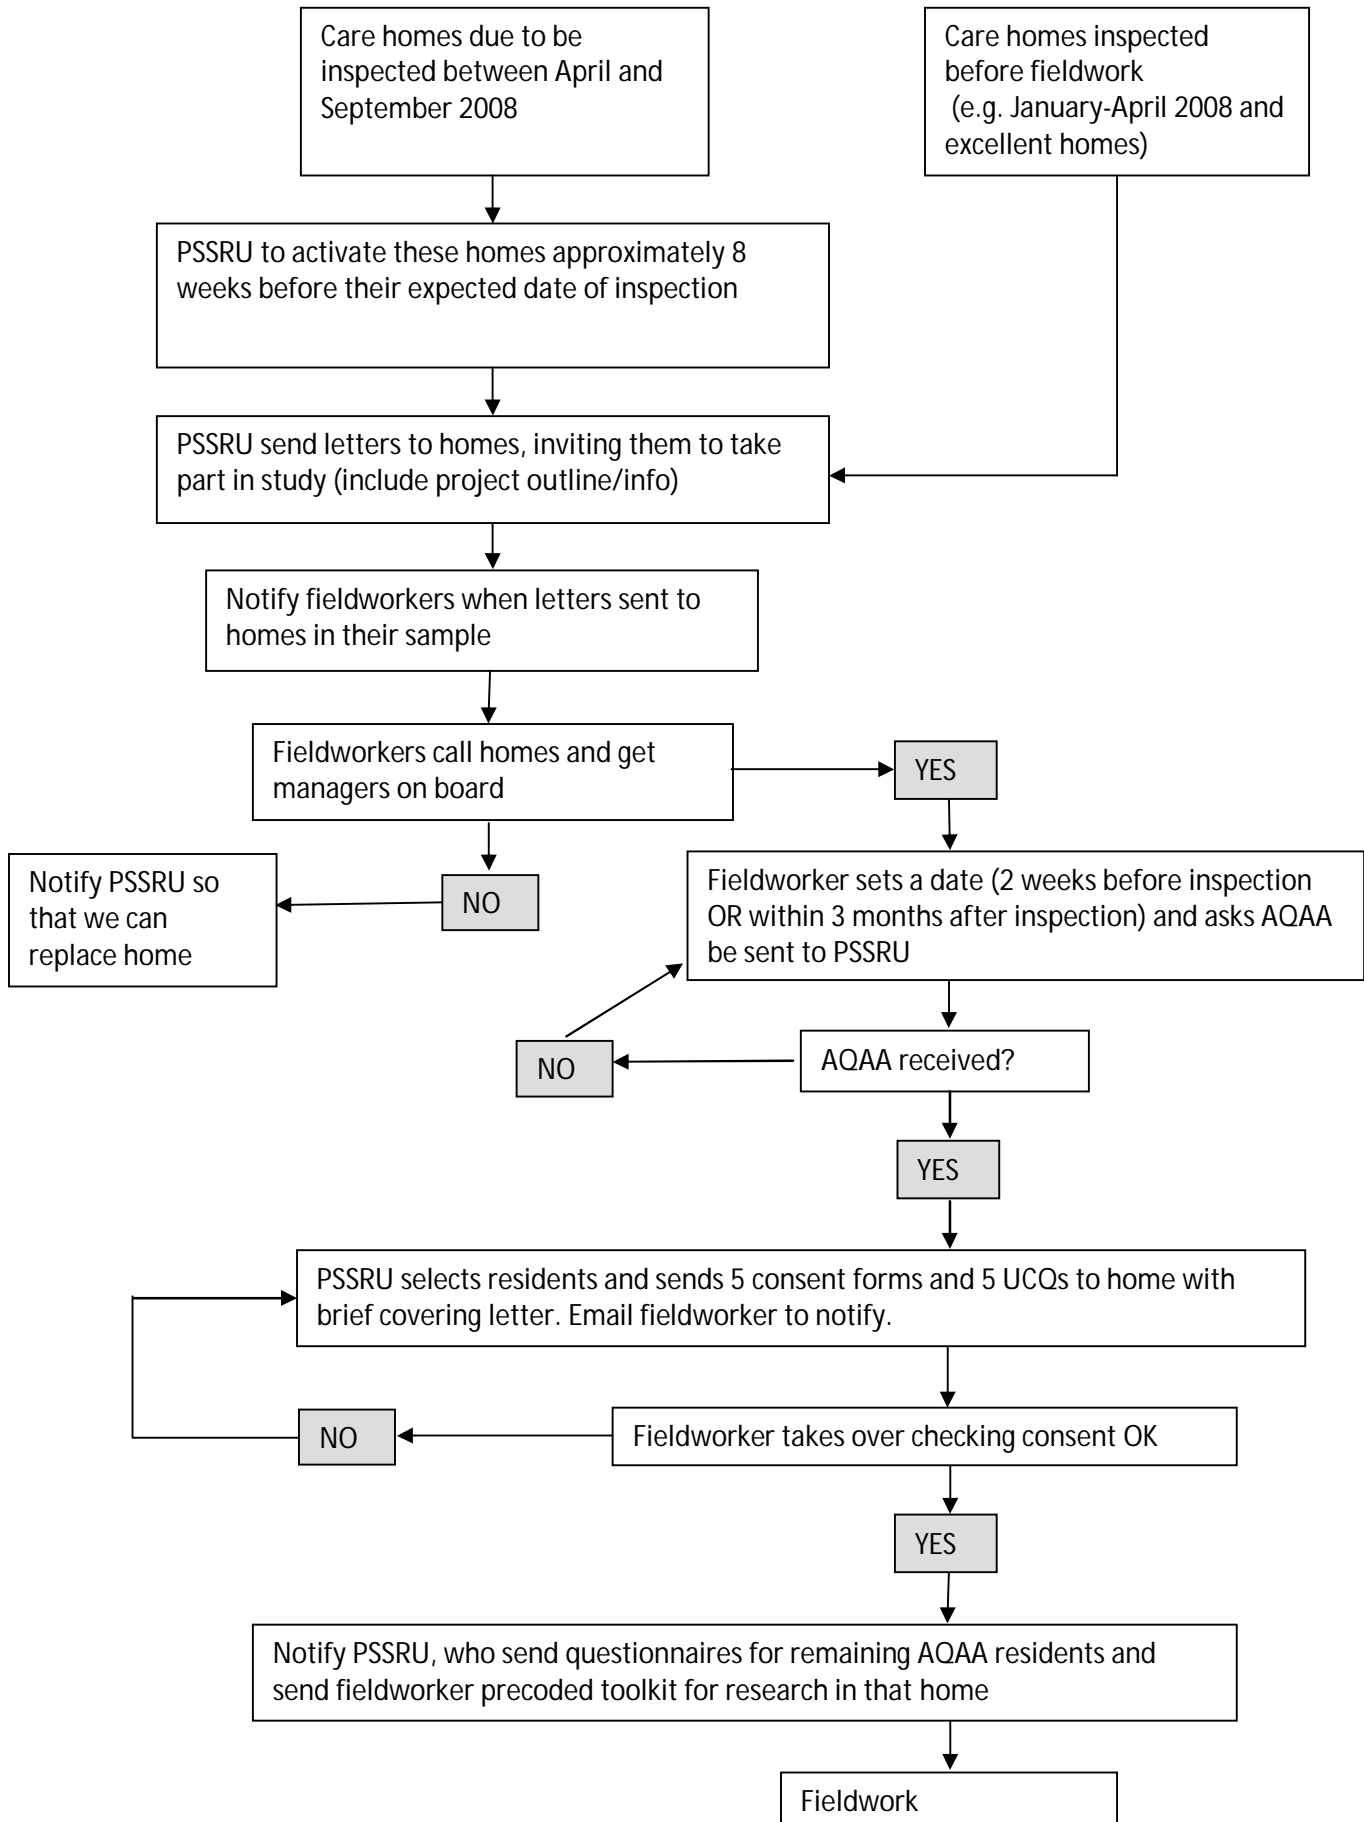 Care homes due to be
inspected between April and
September 2008
Care homes inspected
before fieldwork
(e.g. January-April 2008 and
excellent homes)
PSSRU to activate these homes approximately 8
weeks before their expected date of inspection
PSSRU send letters to homes, inviting them to take
part in study (include project outline/info)
Notify fieldworkers when letters sent to
homes in their sample
Fieldworkers call homes and get
managers on board
YES
NO
Notify PSSRU so
that we can
replace home
Fieldworker sets a date (2 weeks before inspection
OR within 3 months after inspection) and asks AQAA
be sent to PSSRU
AQAA received?
NO
YES
PSSRU selects residents and sends 5 consent forms and 5 UCQs to home with
brief covering letter. Email fieldworker to notify.
Fieldworker takes over checking consent OK
NO
YES
Notify PSSRU, who send questionnaires for remaining AQAA residents and
send fieldworker precoded toolkit for research in that home
Fieldwork